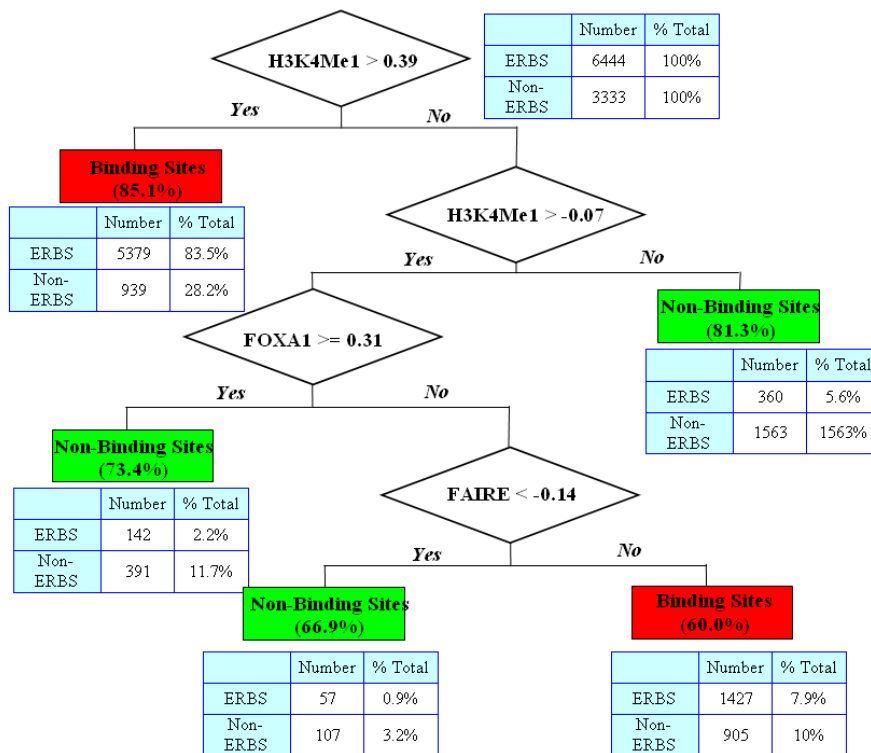 H3K4Me1 > 0.39
Number % Total
ERBS 6444 100%
Non-
ERBS 3333 100%
Yes No
Binding Sites
(85.1%)
Number % Total
ERBS 5379 83.5%
Non-
ERBS 939 28.2%
H3K4Me1 > -0.07
Yes No
Non-Binding Sites
(81.3%)
Number % Total
ERBS 360 5.6%
Non-
ERBS 1563 1563%
FOXA1 >= 0.31
Yes No
Non-Binding Sites
(73.4%)
Number % Total
ERBS 142 2.2%
Non-
ERBS 391 11.7%
FAIRE < -0.14
Yes No
Non-Binding Sites
(66.9%)
Number % Total
ERBS 57 0.9%
Non-
ERBS 107 3.2%
Binding Sites
(60.0%)
Number % Total
ERBS 1427 7.9%
Non-
ERBS 905 10%